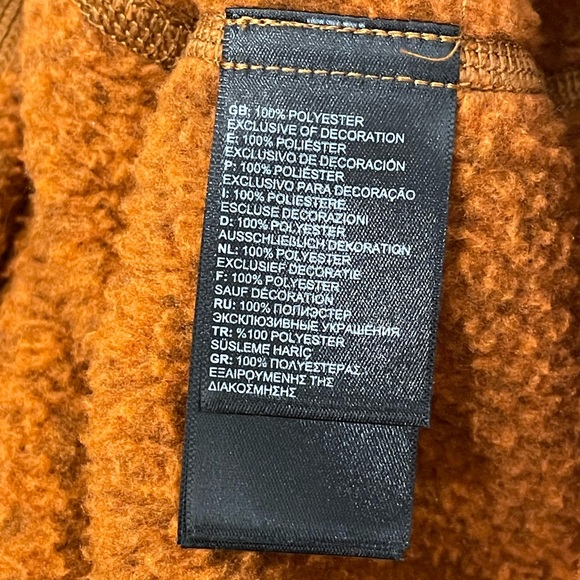 GB: 100% POLYESTER
EXCLUSIVE OF DECORATION
E: 100% POLIÉSTER
EXCLUSIVO DE DECORACIÓN
P: 100% POLIÉSTER
EXCLUSIVO PARA DECORAÇÃO
I: 100% POLIESTERE
ESCLUSE DECORAZIONI
D: 100% POLYESTER
AUSSCHLIEBLICH DEKORATION
NL: 100% POLYESTER
EXCLUSIEF DECORATIE
F: 100% POLYESTER
SAUF DÉCORATION
RU: 100% ПОЛИЭСТЕР
ЭКСКЛЮЗИВНЫЕ УКРАШЕНИЯ
TR: %100 POLYESTER
SÜSLEME HARİÇ
GR: 100% ΠΟΛΥΕΣΤΕΡΑΣ
ΕΞΑΙΡΟΥΜΕΝΗΣ ΤΗΣ
ΔΙΑΚΟΣΜΗΣΗΣ